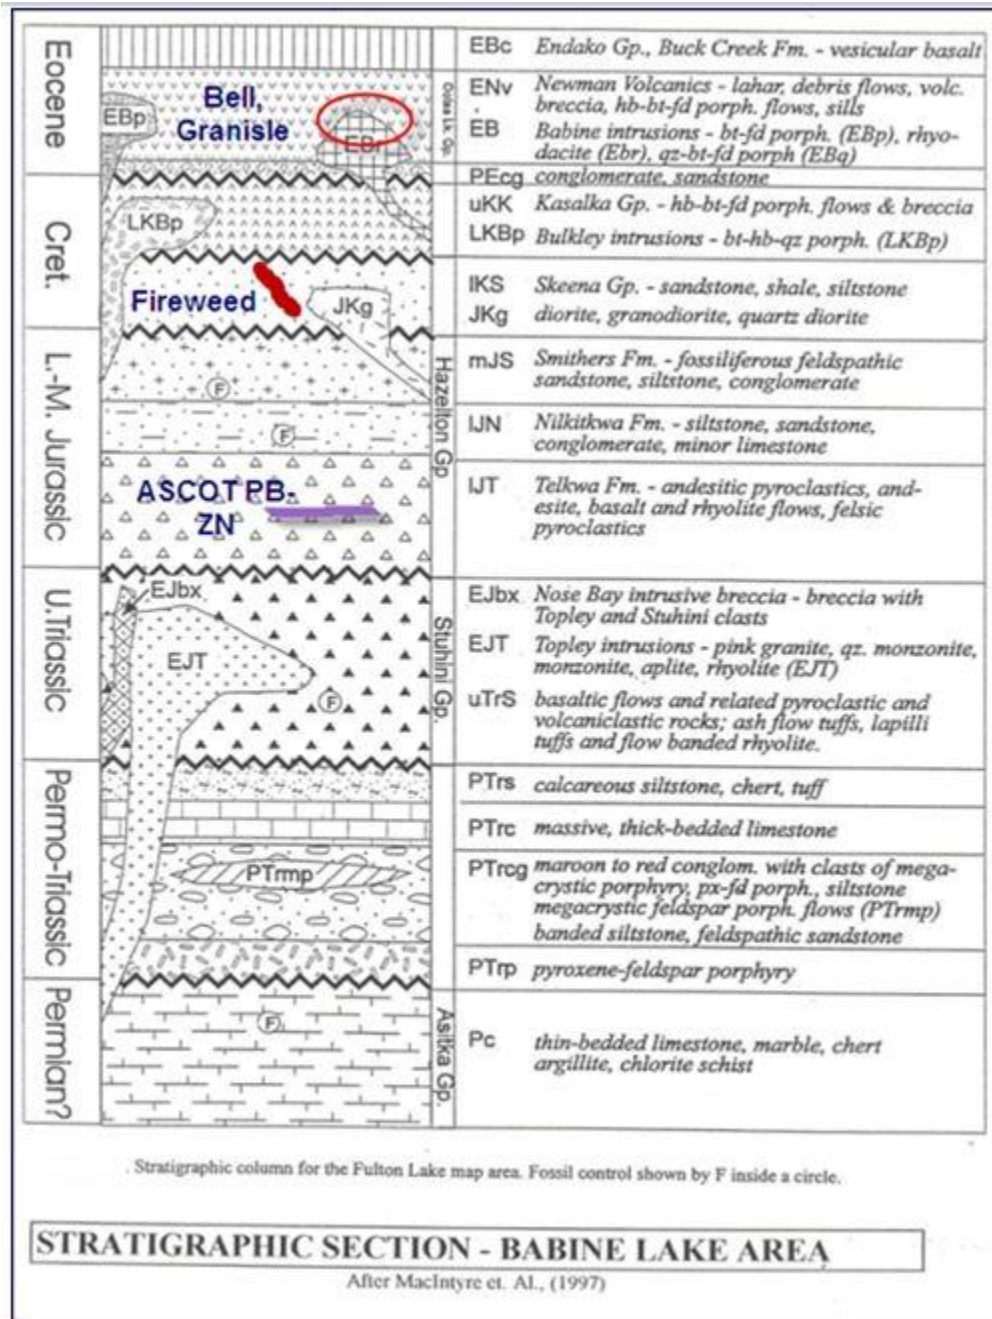 Eocene
Cret.
L.-M. Jurassic
U.Triassic
Permo-Triassic
Permian?
EBp
Bell,
Granisle
EBr
LKBp
Fireweed
JKg
F
F
ASCOT PB-
ZN
EJbx
EJT
F
PTrmp
F
Ootsa Lk. Gp.
Hazelton Gp
Stuhini Gp.
Asitka Gp.
EBc Endako Gp., Buck Creek Fm. - vesicular basalt
ENv Newman Volcanics - lahar, debris flows, volc.
breccia, hb-bt-fd porph. flows, sills
EB Babine intrusions - bt-fd porph. (EBp), rhyo-
dacite (Ebr), qz-bt-fd porph (EBq)
PEcg conglomerate, sandstone
uKK Kasalka Gp. - hb-bt-fd porph. flows & breccia
LKBp Bulkley intrusions - bt-hb-qz porph. (LKBp)
lKS Skeena Gp. - sandstone, shale, siltstone
JKg diorite, granodiorite, quartz diorite
mJS Smithers Fm. - fossiliferous feldspathic
sandstone, siltstone, conglomerate
lJN Nilkitkwa Fm. - siltstone, sandstone,
conglomerate, minor limestone
lJT Telkwa Fm. - andesitic pyroclastics, and-
esite, basalt and rhyolite flows, felsic
pyroclastics
EJbx Nose Bay intrusive breccia - breccia with
Topley and Stuhini clasts
EJT Topley intrusions - pink granite, qz. monzonite,
monzonite, aplite, rhyolite (EJT)
uTrS basaltic flows and related pyroclastic and
volcaniclastic rocks; ash flow tuffs, lapilli
tuffs and flow banded rhyolite.
PTrs calcareous siltstone, chert, tuff
PTrc massive, thick-bedded limestone
PTrcg maroon to red conglom. with clasts of mega-
crystic porphyry, px-fd porph., siltstone
megacrystic feldspar porph. flows (PTrmp)
banded siltstone, feldspathic sandstone
PTrp pyroxene-feldspar porphyry
Pc thin-bedded limestone, marble, chert
argillite, chlorite schist
Stratigraphic column for the Fulton Lake map area. Fossil control shown by F inside a circle.
STRATIGRAPHIC SECTION - BABINE LAKE AREA
After MacIntyre et. Al., (1997)